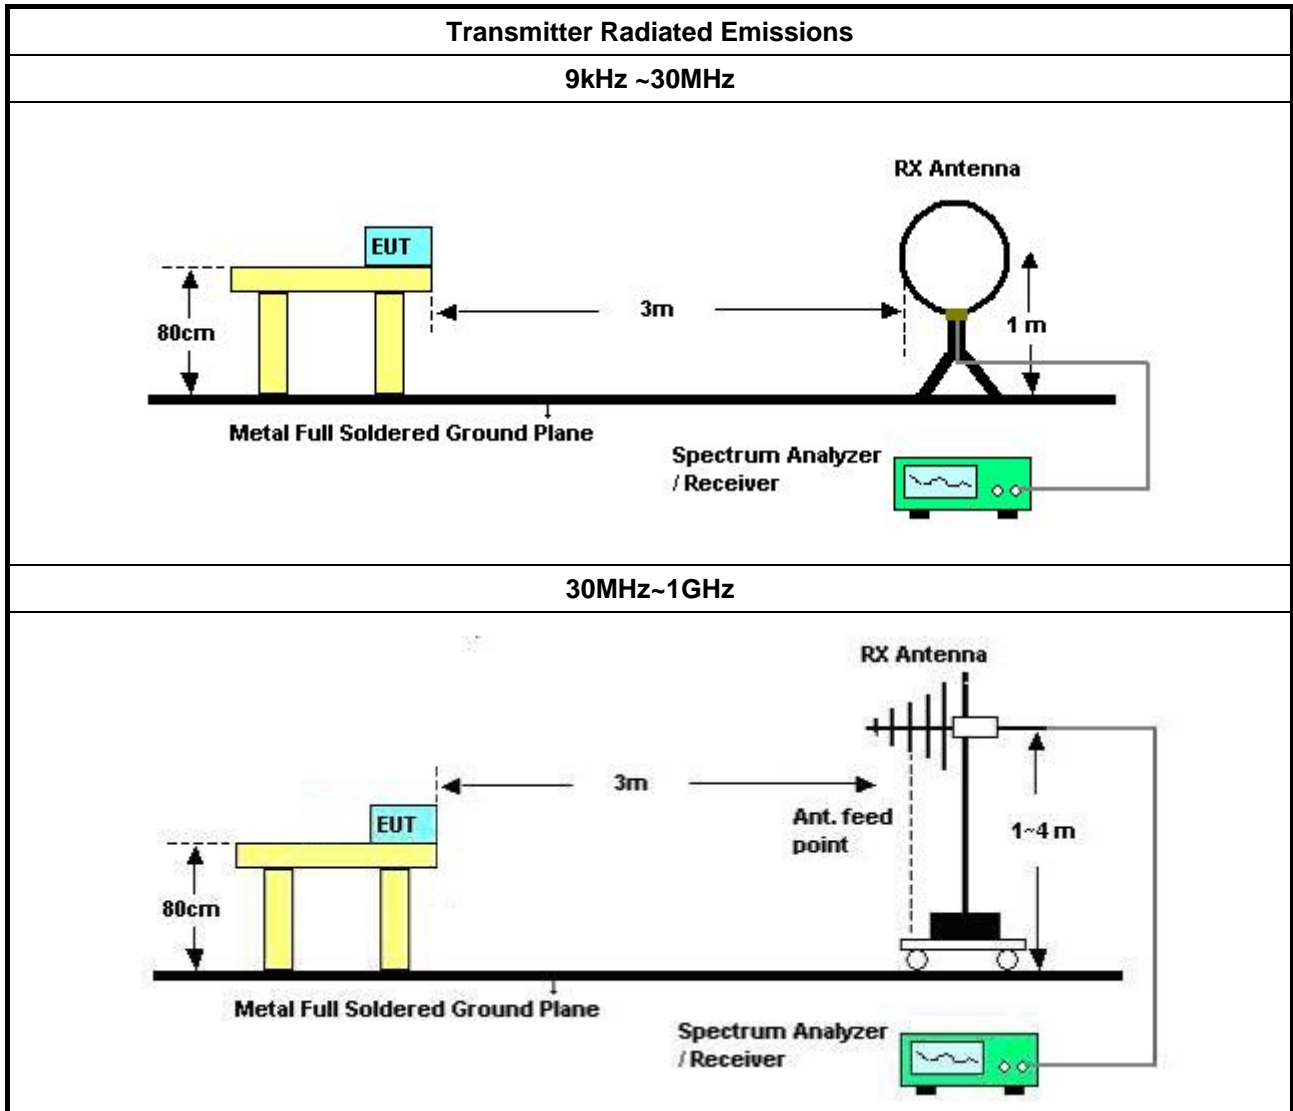 Transmitter Radiated Emissions
9kHz ~30MHz
RX Antenna
EUT
3m
80cm
1 m
Metal Full Soldered Ground Plane
Spectrum Analyzer
/ Receiver
30MHz~1GHz
RX Antenna
3m
EUT
Ant. feed
point
1~4 m
80cm
Metal Full Soldered Ground Plane
Spectrum Analyzer
/ Receiver